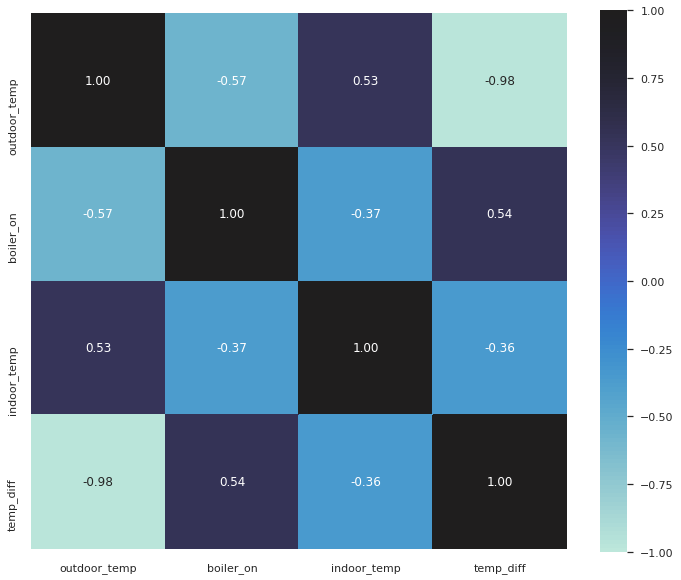 outdoor_temp
1.00 -0.57 0.53 -0.98
boiler_on
-0.57 1.00 -0.37 0.54
indoor_temp
0.53 -0.37 1.00 -0.36
temp_diff
-0.98 0.54 -0.36 1.00
outdoor_temp boiler_on indoor_temp temp_diff
1.00
0.75
0.50
0.25
0.00
−0.25
−0.50
−0.75
−1.00